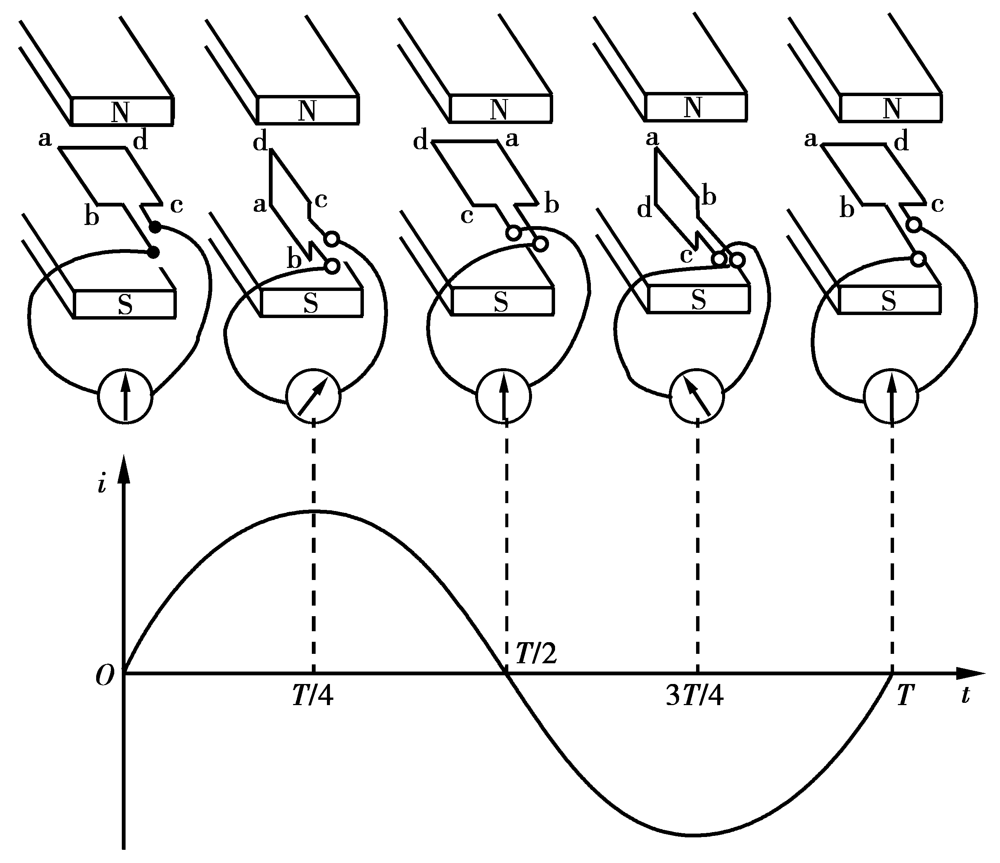 N N N N N
a d d d a a a d
a c b d
b c b c b c b c
S S S S S
i
T/2
O T/4 3T/4 T t